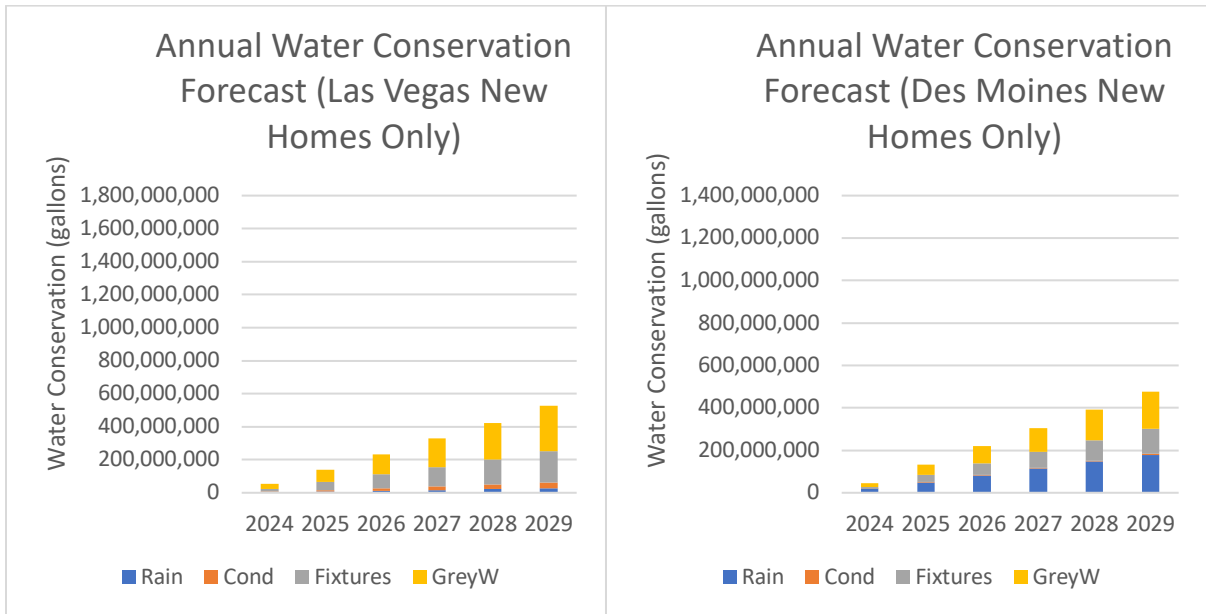 Annual Water Conservation
Forecast (Las Vegas New
Homes Only)
Water Conservation (gallons)
1,800,000,000
1,600,000,000
1,400,000,000
1,200,000,000
1,000,000,000
800,000,000
600,000,000
400,000,000
200,000,000
0
2024 2025 2026 2027 2028 2029
Rain Cond Fixtures GreyW
Annual Water Conservation
Forecast (Des Moines New
Homes Only)
Water Conservation (gallons)
1,400,000,000
1,200,000,000
1,000,000,000
800,000,000
600,000,000
400,000,000
200,000,000
0
2024 2025 2026 2027 2028 2029
Rain Cond Fixtures GreyW